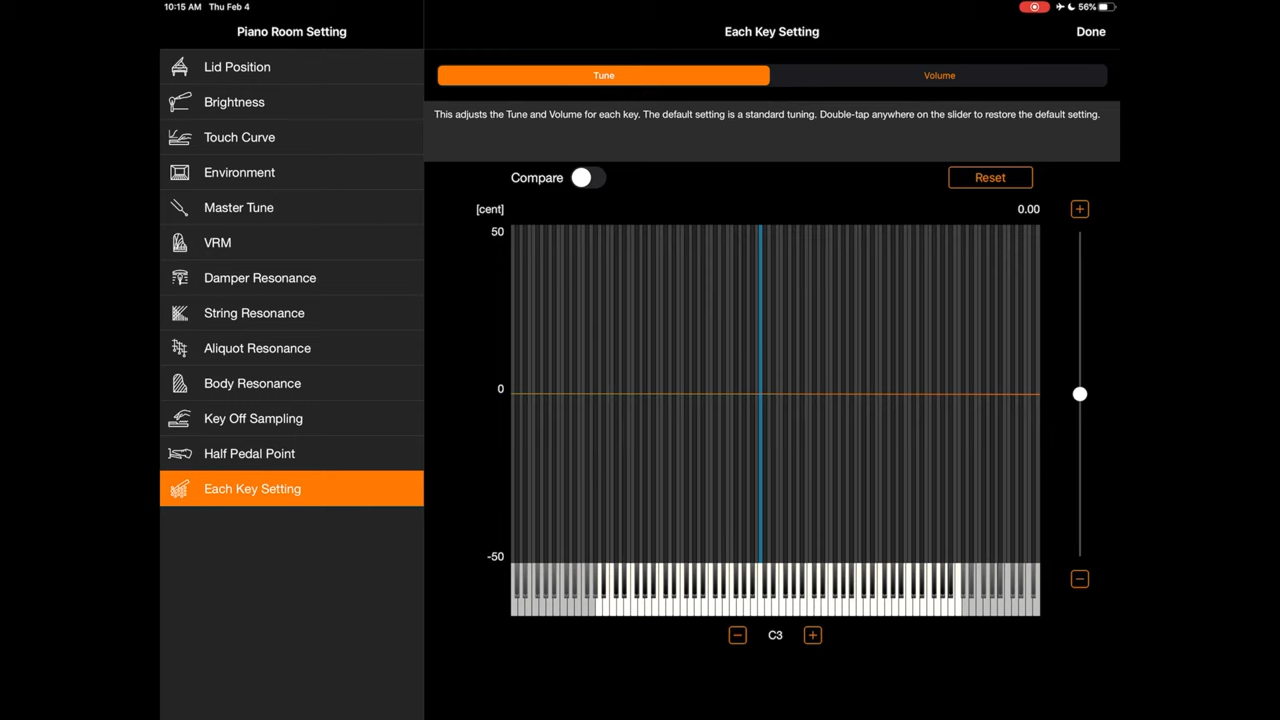 10:15 AM Thu Feb 4
56%
Piano Room Setting
Each Key Setting
Done
Lid Position
Brightness
Touch Curve
Environment
Master Tune
VRM
Damper Resonance
String Resonance
Aliquot Resonance
Body Resonance
Key Off Sampling
Half Pedal Point
Each Key Setting
Tune
Volume
This adjusts the Tune and Volume for each key. The default setting is a standard tuning. Double-tap anywhere on the slider to restore the default setting.
Compare
Reset
[cent]
0.00
+
50
0
-50
−
− C3 +